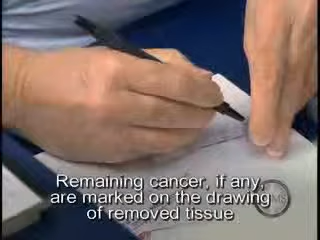 Remaining cancer, if any,
are marked on the drawing
of removed tissue